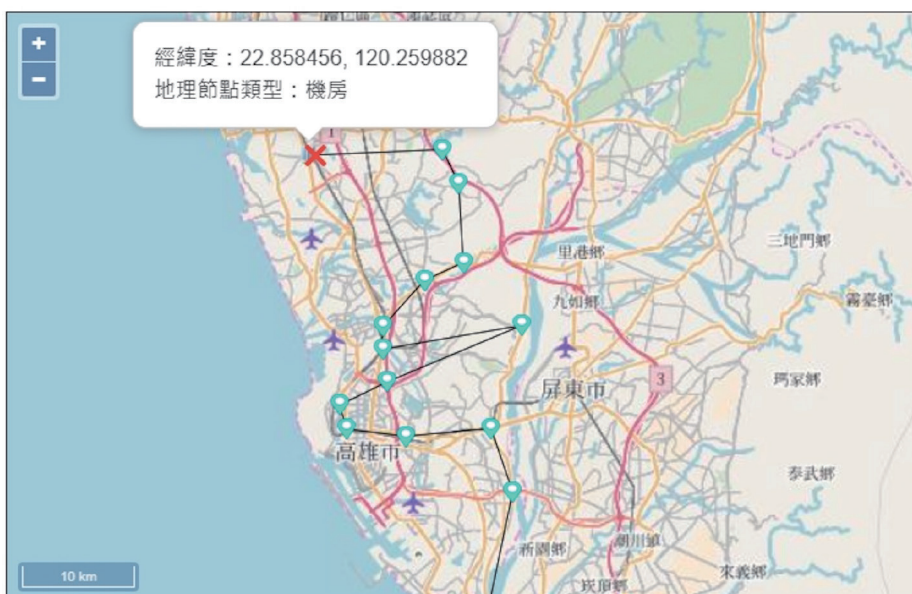 +
−
經緯度：22.858456, 120.259882
地理節點類型：機房
1
三地門鄉
里港鄉
霧臺鄉
九如鄉
3
瑪家鄉
屏東市
高雄市
泰武鄉
新園鄉
潮州鎮
來義鄉
崁頂鄉
10 km